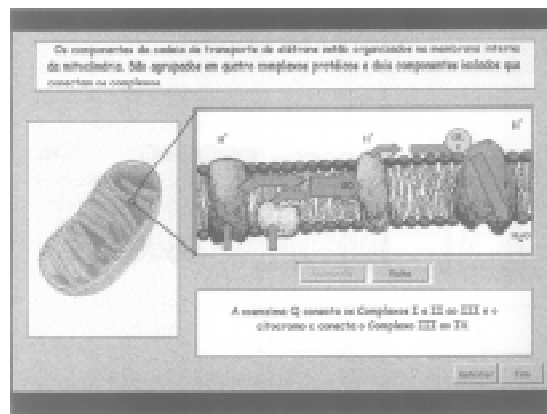 Os componentes da cadeia de transporte de elétrons estão organizados na membrana interna
da mitocôndria. São agrupados em quatro complexos protéicos e dois componentes isolados que
conectam os complexos
H⁺
H⁺
H⁺
Volta
A coenzima Q conecta os Complexos I e II ao III e o
citocromo c conecta o Complexo III ao IV.